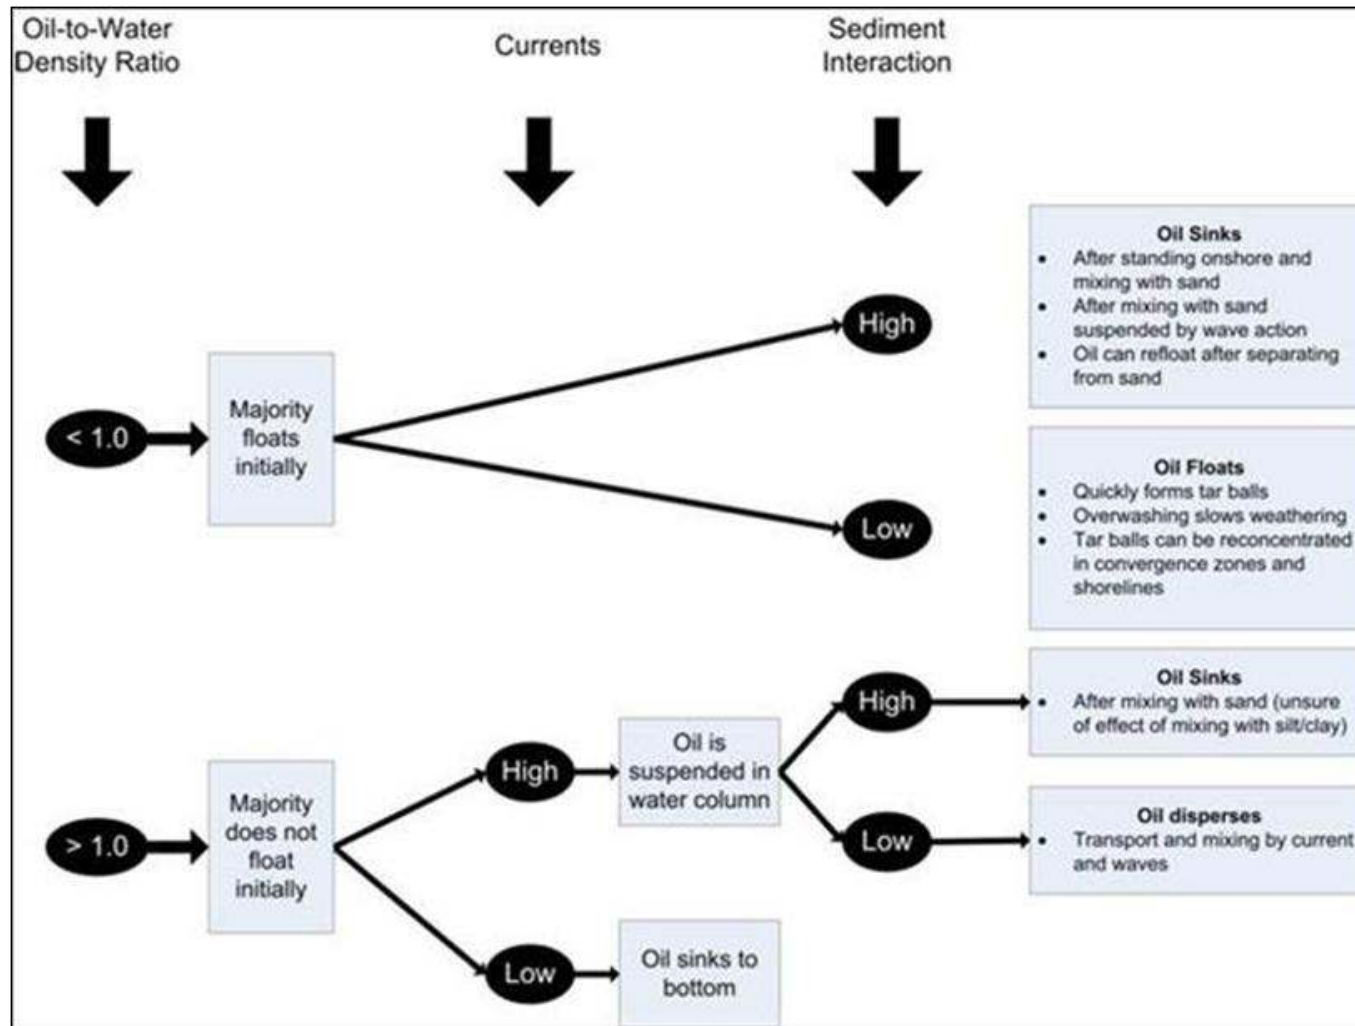 Oil-to-Water
Density Ratio
Currents
Sediment
Interaction
< 1.0
Majority
floats
initially
High
Low
Oil Sinks
• After standing onshore and
mixing with sand
• After mixing with sand
suspended by wave action
• Oil can refloat after separating
from sand
Oil Floats
• Quickly forms tar balls
• Overwashing slows weathering
• Tar balls can be reconcentrated
in convergence zones and
shorelines
> 1.0
Majority
does not
float
initially
High
Oil is
suspended in
water column
High
Oil Sinks
• After mixing with sand (unsure
of effect of mixing with silt/clay)
Low
Oil disperses
• Transport and mixing by current
and waves
Low
Oil sinks to
bottom